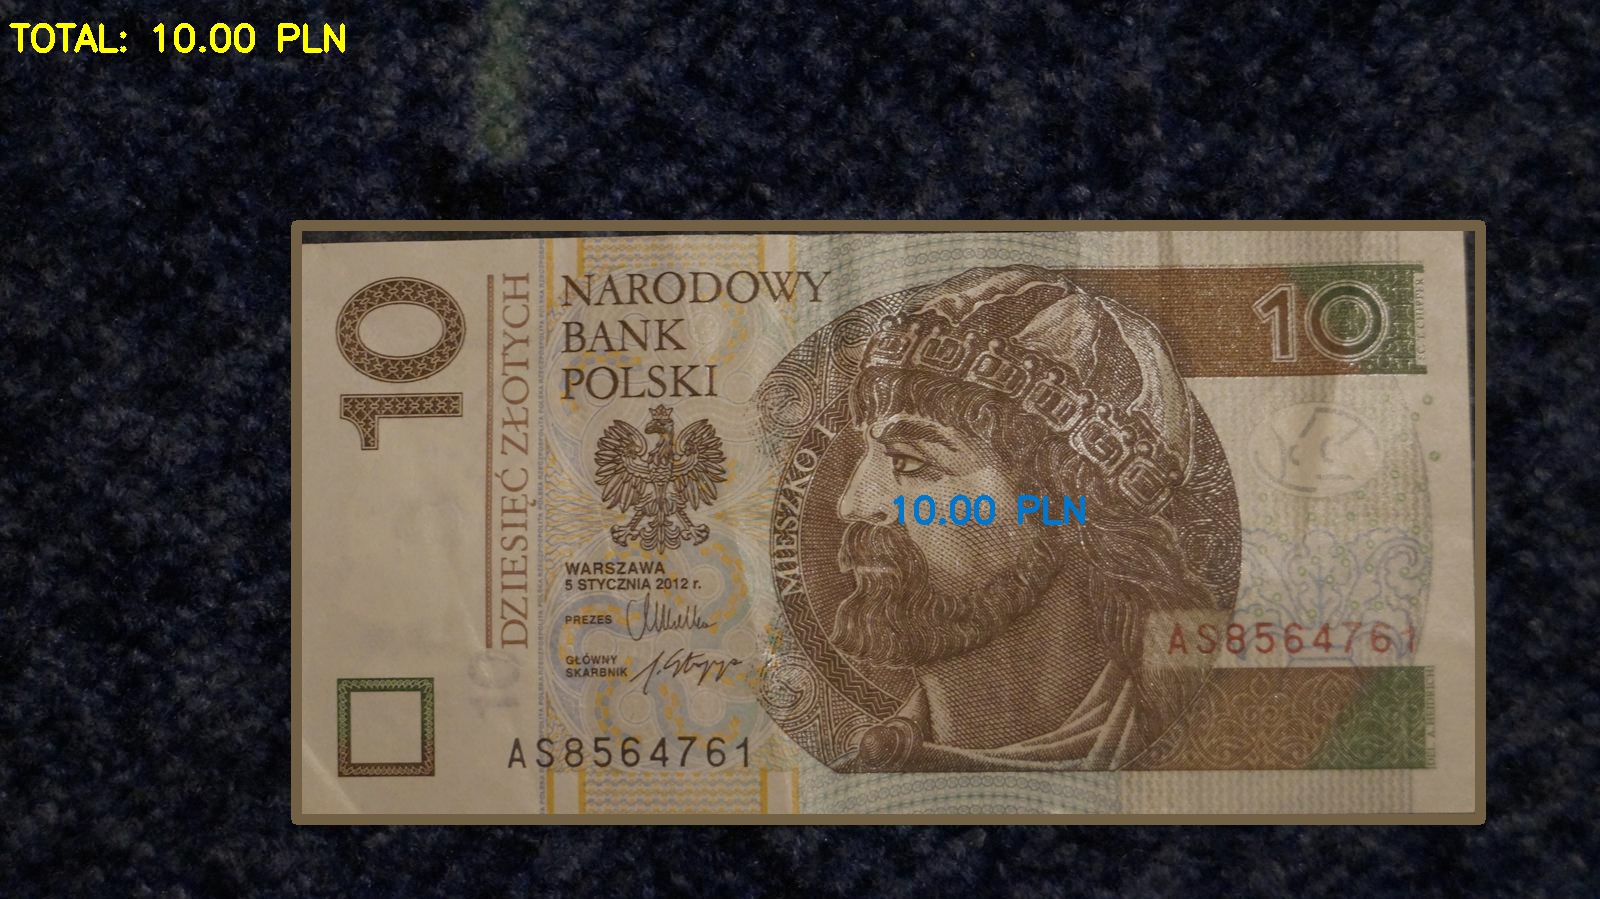 TOTAL: 10.00 PLN
10
DZIESIĘĆ ZŁOTYCH
NARODOWY
BANK
POLSKI
WARSZAWA
5 STYCZNIA 2012 r.
PREZES
GŁÓWNY
SKARBNIK
AS8564761
MIESZKO I
10.00 PLN
10
AS8564761
10